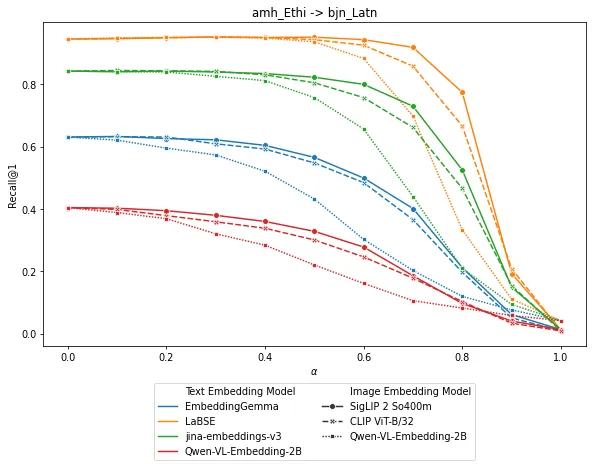 amh_Ethi -> bjn_Latn
Recall@1
0.8
0.6
0.4
0.2
0.0
0.0 0.2 0.4 0.6 0.8 1.0
α
Text Embedding Model
EmbeddingGemma
LaBSE
jina-embeddings-v3
Qwen-VL-Embedding-2B
Image Embedding Model
SigLIP 2 So400m
CLIP ViT-B/32
Qwen-VL-Embedding-2B